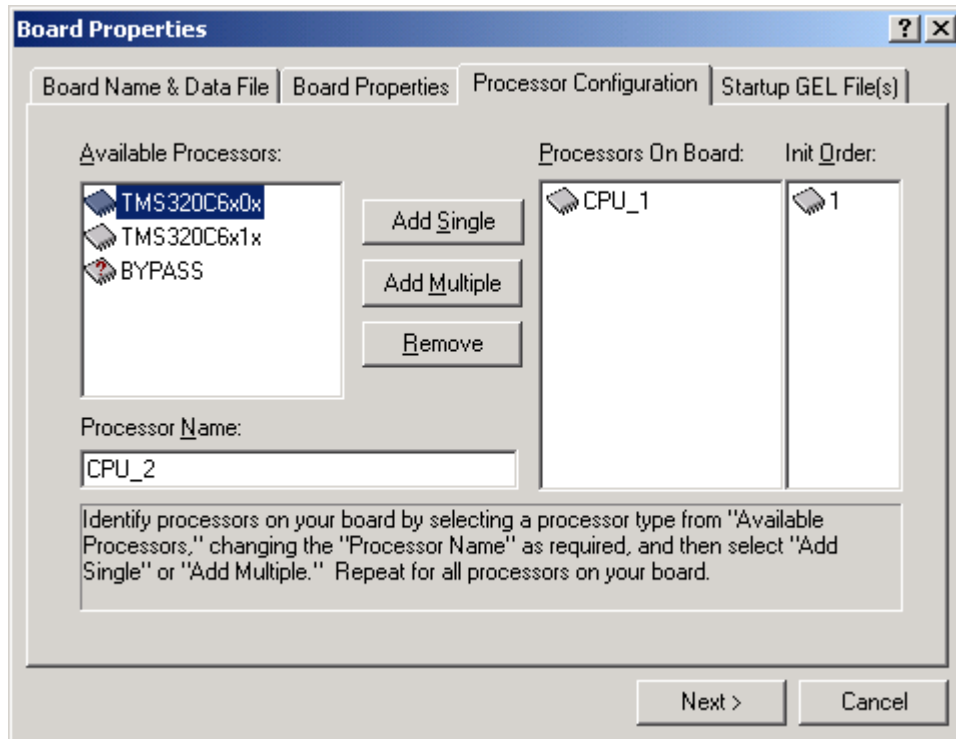 Board Properties
Board Name & Data File
Board Properties
Processor Configuration
Startup GEL File(s)
Available Processors:
TMS320C6x0x
TMS320C6x1x
BYPASS
Add Single
Add Multiple
Remove
Processors On Board:
CPU_1
Init Order:
1
Processor Name:
CPU_2
Identify processors on your board by selecting a processor type from "Available
Processors," changing the "Processor Name" as required, and then select "Add
Single" or "Add Multiple." Repeat for all processors on your board.
Next >
Cancel